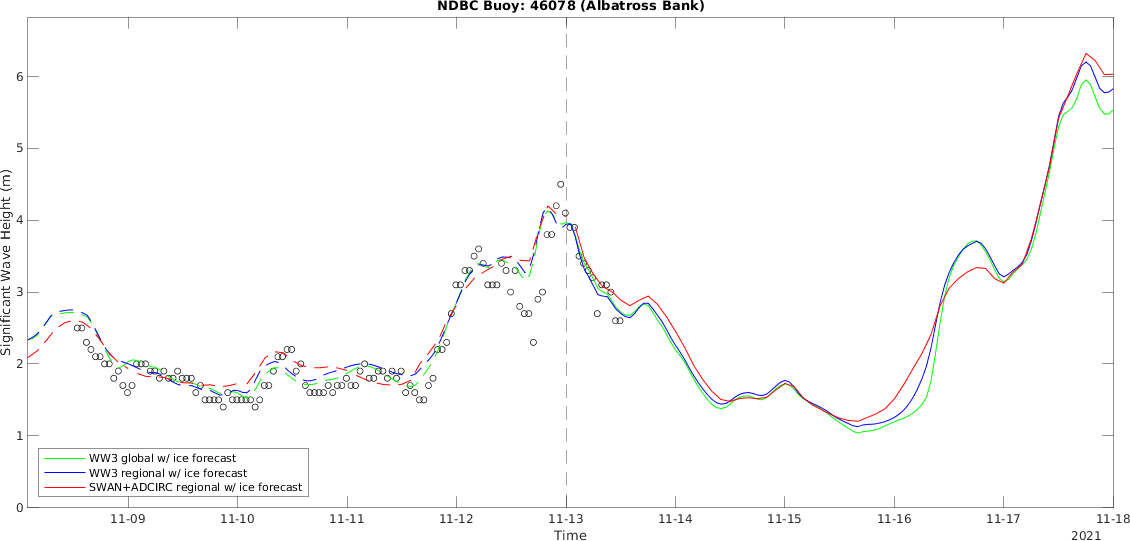 NDBC Buoy: 46078 (Albatross Bank)
Significant Wave Height (m)
6
5
4
3
2
1
0
WW3 global w/ ice forecast
WW3 regional w/ ice forecast
SWAN+ADCIRC regional w/ ice forecast
11-09 11-10 11-11 11-12 11-13 11-14 11-15 11-16 11-17 11-18
Time
2021